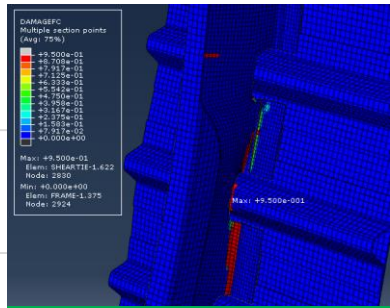 DAMAGEFC
Multiple section points
(Avg: 75%)
+9.500e-01
+8.708e-01
+7.917e-01
+7.125e-01
+6.333e-01
+5.542e-01
+4.750e-01
+3.958e-01
+3.167e-01
+2.375e-01
+1.583e-01
+7.917e-02
+0.000e+00
Max: +9.500e-01
Elem: SHEARTIE-1.622
Node: 2830
Min: +0.000e+00
Elem: FRAME-1.375
Node: 2924
Max: +9.500e-001